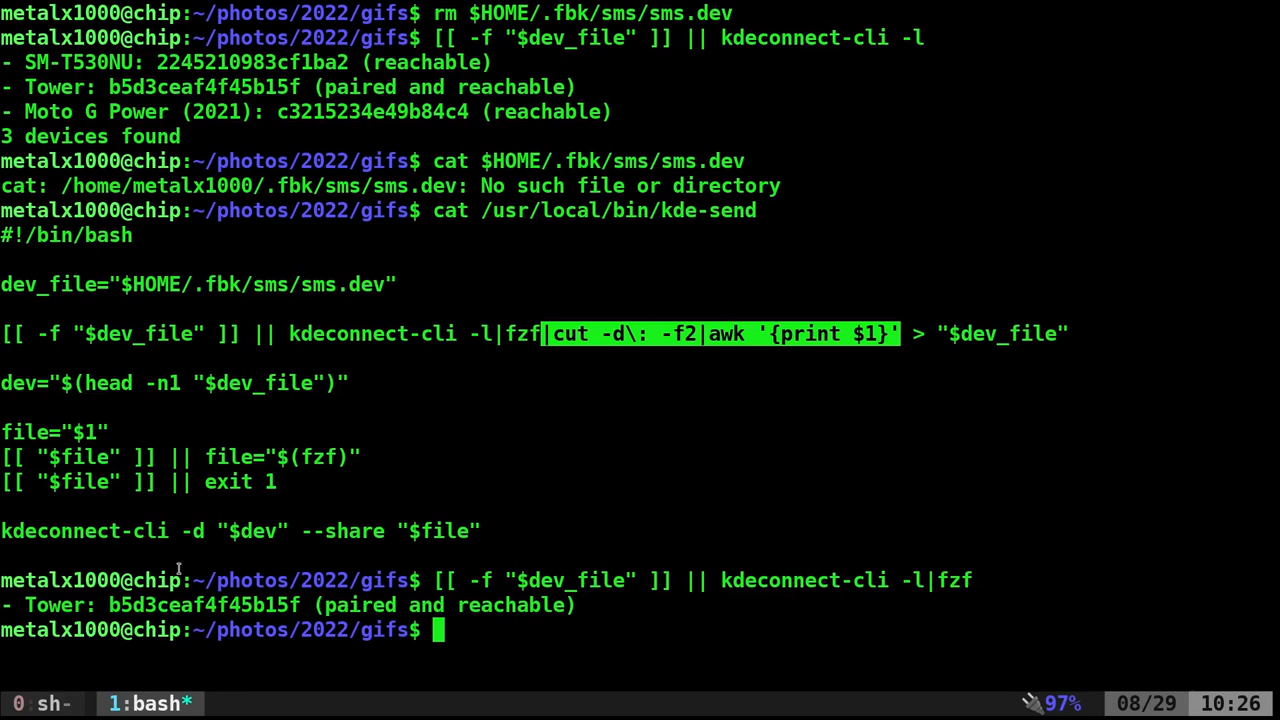 metalx1000@chip:~/photos/2022/gifs$ rm $HOME/.fbk/sms/sms.dev
metalx1000@chip:~/photos/2022/gifs$ [[ -f "$dev_file" ]] || kdeconnect-cli -l
- SM-T530NU: 2245210983cf1ba2 (reachable)
- Tower: b5d3ceaf4f45b15f (paired and reachable)
- Moto G Power (2021): c3215234e49b84c4 (reachable)
3 devices found
metalx1000@chip:~/photos/2022/gifs$ cat $HOME/.fbk/sms/sms.dev
cat: /home/metalx1000/.fbk/sms/sms.dev: No such file or directory
metalx1000@chip:~/photos/2022/gifs$ cat /usr/local/bin/kde-send
#!/bin/bash
dev_file="$HOME/.fbk/sms/sms.dev"
[[ -f "$dev_file" ]] || kdeconnect-cli -l|fzf|cut -d\: -f2|awk '{print $1}' > "$dev_file"
dev="$(head -n1 "$dev_file")"
file="$1"
[[ "$file" ]] || file="$(fzf)"
[[ "$file" ]] || exit 1
kdeconnect-cli -d "$dev" --share "$file"
metalx1000@chip:~/photos/2022/gifs$ [[ -f "$dev_file" ]] || kdeconnect-cli -l|fzf
- Tower: b5d3ceaf4f45b15f (paired and reachable)
metalx1000@chip:~/photos/2022/gifs$
0:sh- 1:bash* 97% 08/29 10:26